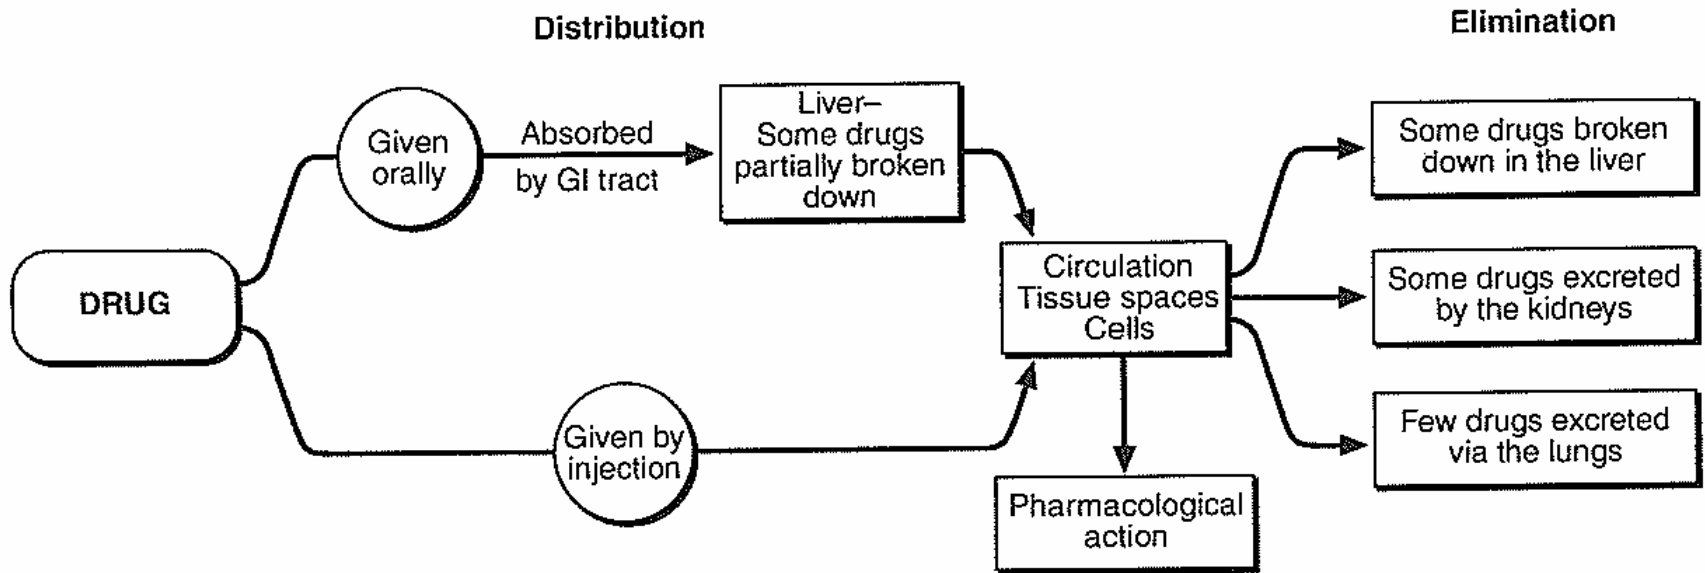 Distribution
Elimination
DRUG
Given
orally
Absorbed
by GI tract
Liver–
Some drugs
partially broken
down
Given by
injection
Circulation
Tissue spaces
Cells
Pharmacological
action
Some drugs broken
down in the liver
Some drugs excreted
by the kidneys
Few drugs excreted
via the lungs